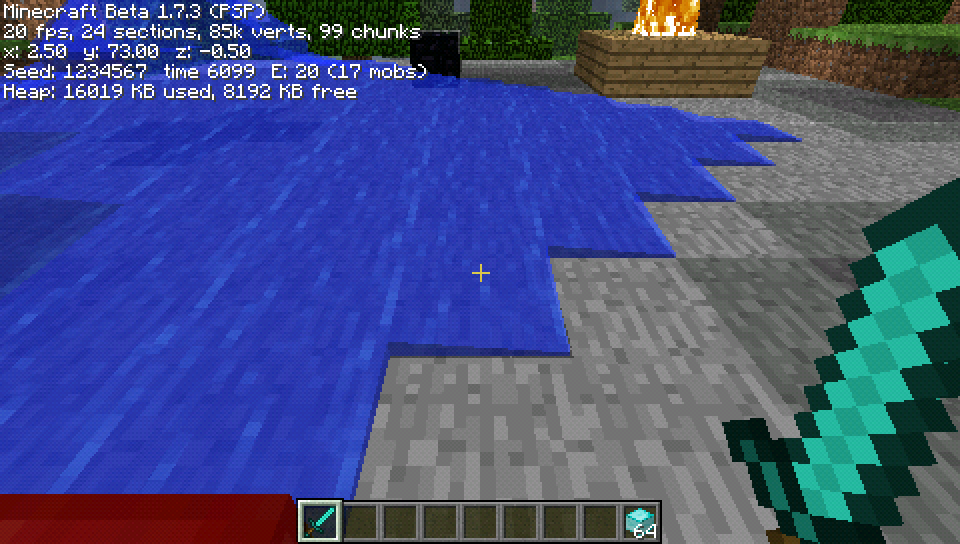 Minecraft Beta 1.7.3 (PSP)
20 fps, 24 sections, 85k verts, 99 chunks
x: 2.50 y: 73.00 z: -0.50
Seed: 1234567 time 6099 E: 20 (17 mobs)
Heap: 16019 KB used, 8192 KB free
64